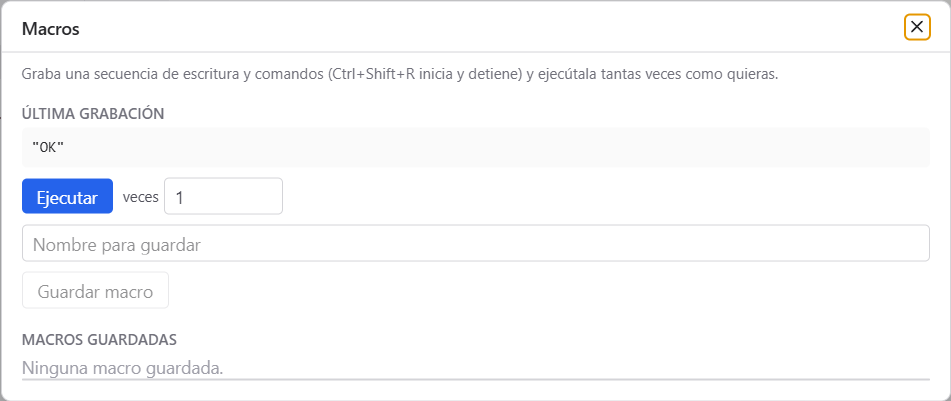 Macros
Graba una secuencia de escritura y comandos (Ctrl+Shift+R inicia y detiene) y ejecútala tantas veces como quieras.
ÚLTIMA GRABACIÓN
"OK"
Ejecutar veces 1
Nombre para guardar
Guardar macro
MACROS GUARDADAS
Ninguna macro guardada.